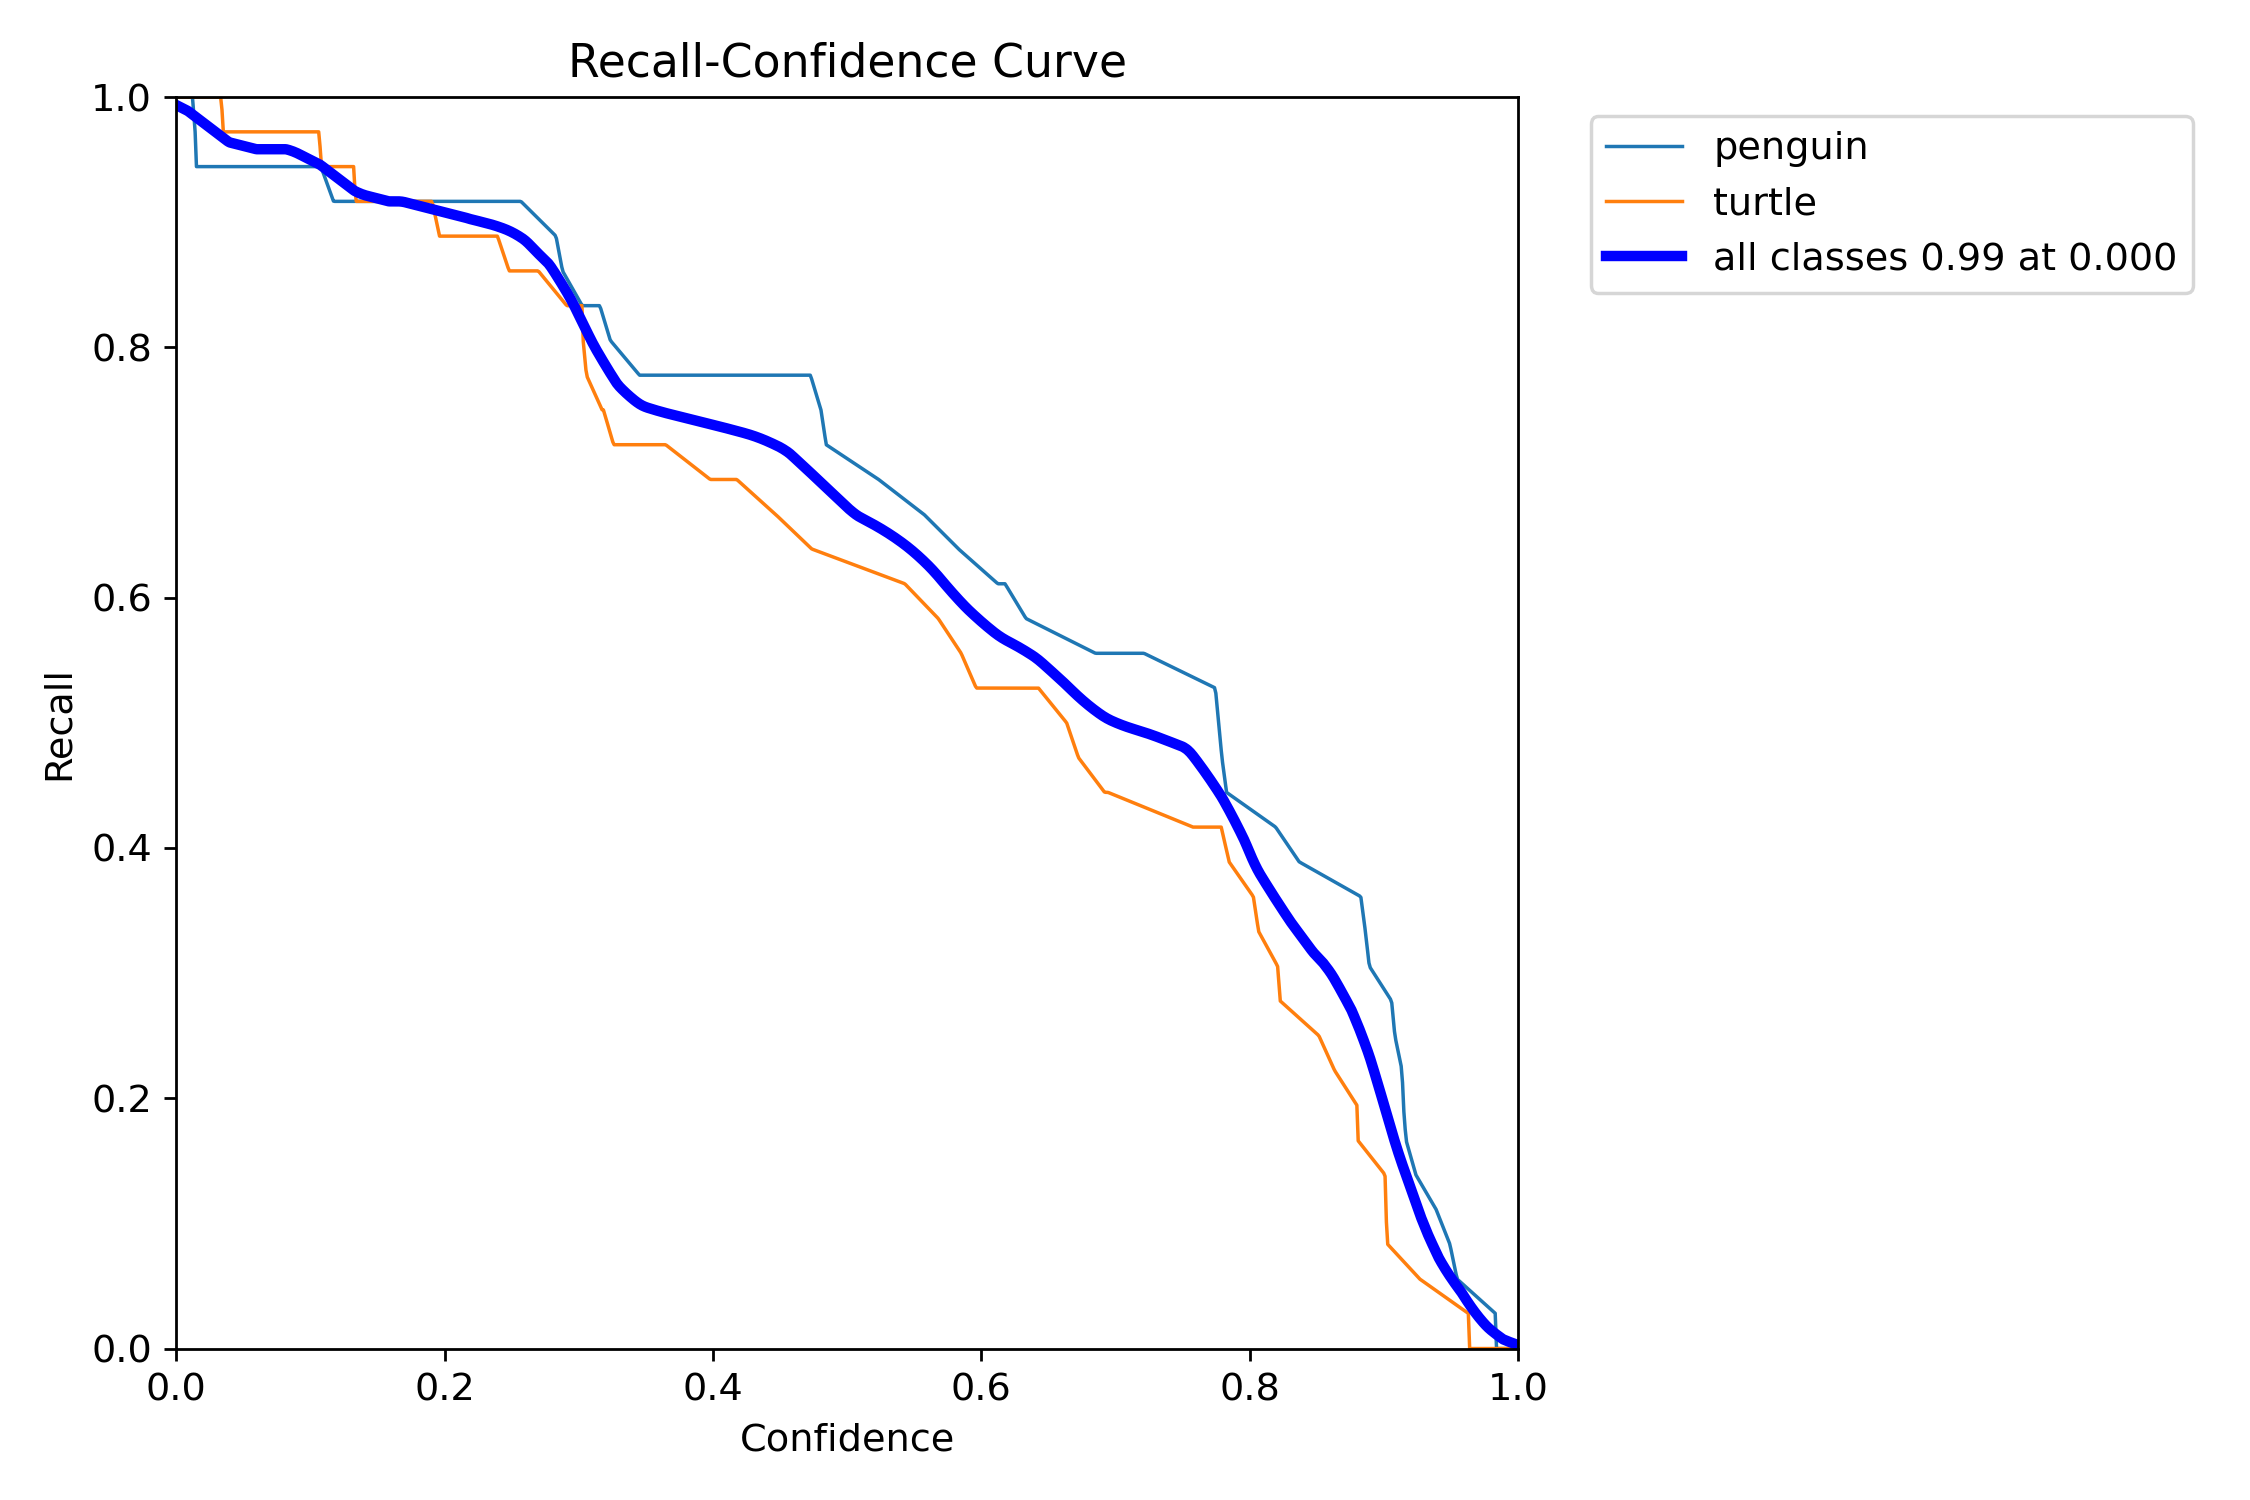 Recall-Confidence Curve
1.0
0.8
0.6
0.4
0.2
0.0
Recall
0.0 0.2 0.4 0.6 0.8 1.0
Confidence
penguin
turtle
all classes 0.99 at 0.000